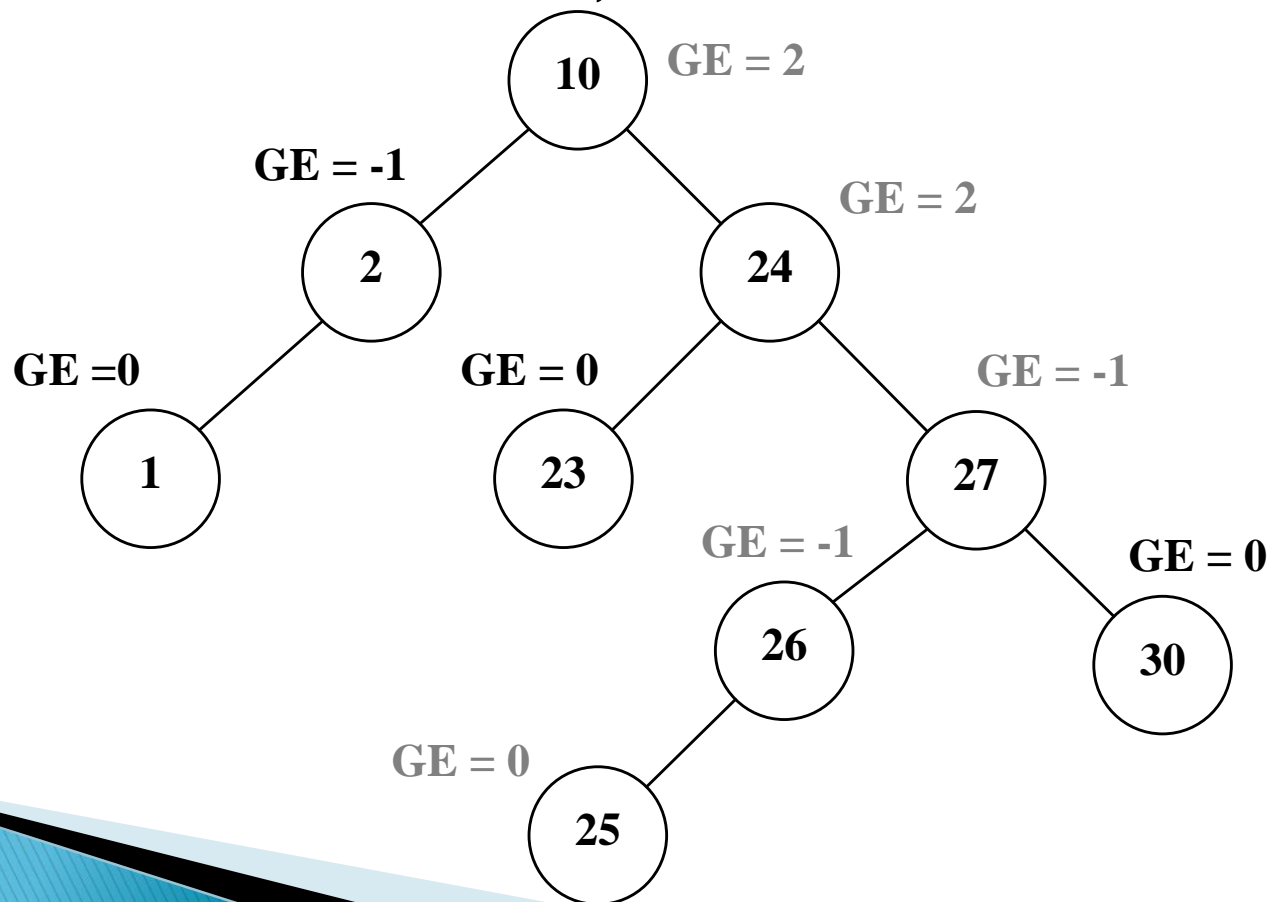 10 GE = 2
GE = -1
GE = 2
2 24
GE =0 GE = 0 GE = -1
1 23 27
GE = -1 GE = 0
26 30
GE = 0
25